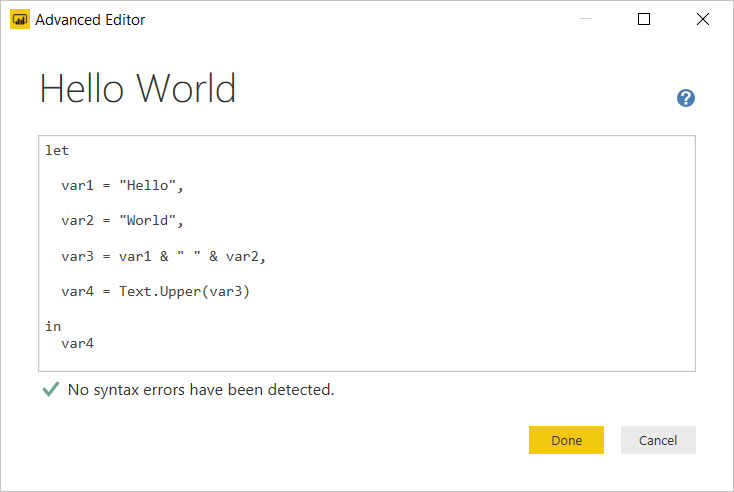 Advanced Editor
Hello World
?
let
var1 = "Hello",
var2 = "World",
var3 = var1 & " " & var2,
var4 = Text.Upper(var3)
in
var4
No syntax errors have been detected.
Done
Cancel